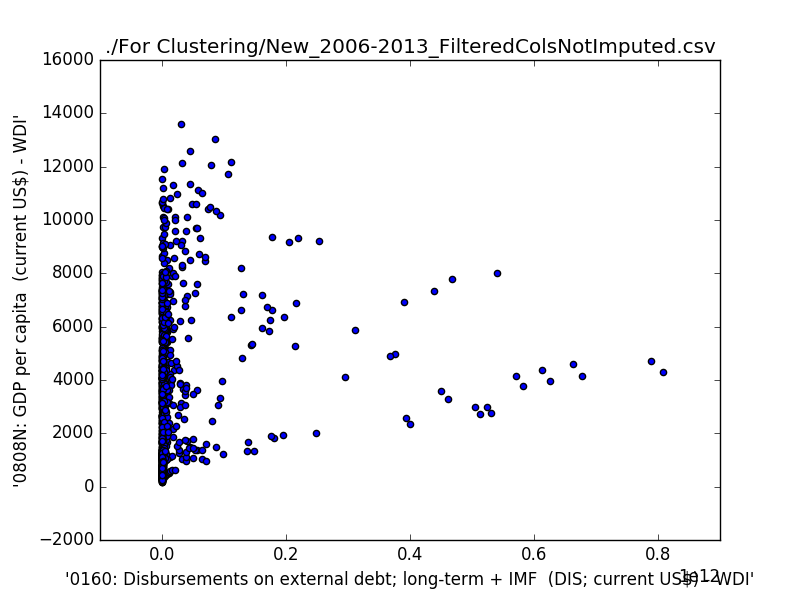 ./For Clustering/New_2006-2013_FilteredColsNotImputed.csv
16000
14000
12000
10000
8000
6000
4000
2000
0
−2000
'0808N: GDP per capita  (current US$) - WDI'
0.0 0.2 0.4 0.6 0.8
1e12
'0160: Disbursements on external debt; long-term + IMF  (DIS; current US$) - WDI'